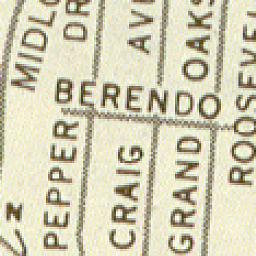 MIDLO
DR
AVE
OAKS
BERENDO
PEPPER
CRAIG
GRAND
ROOSEVE
Z